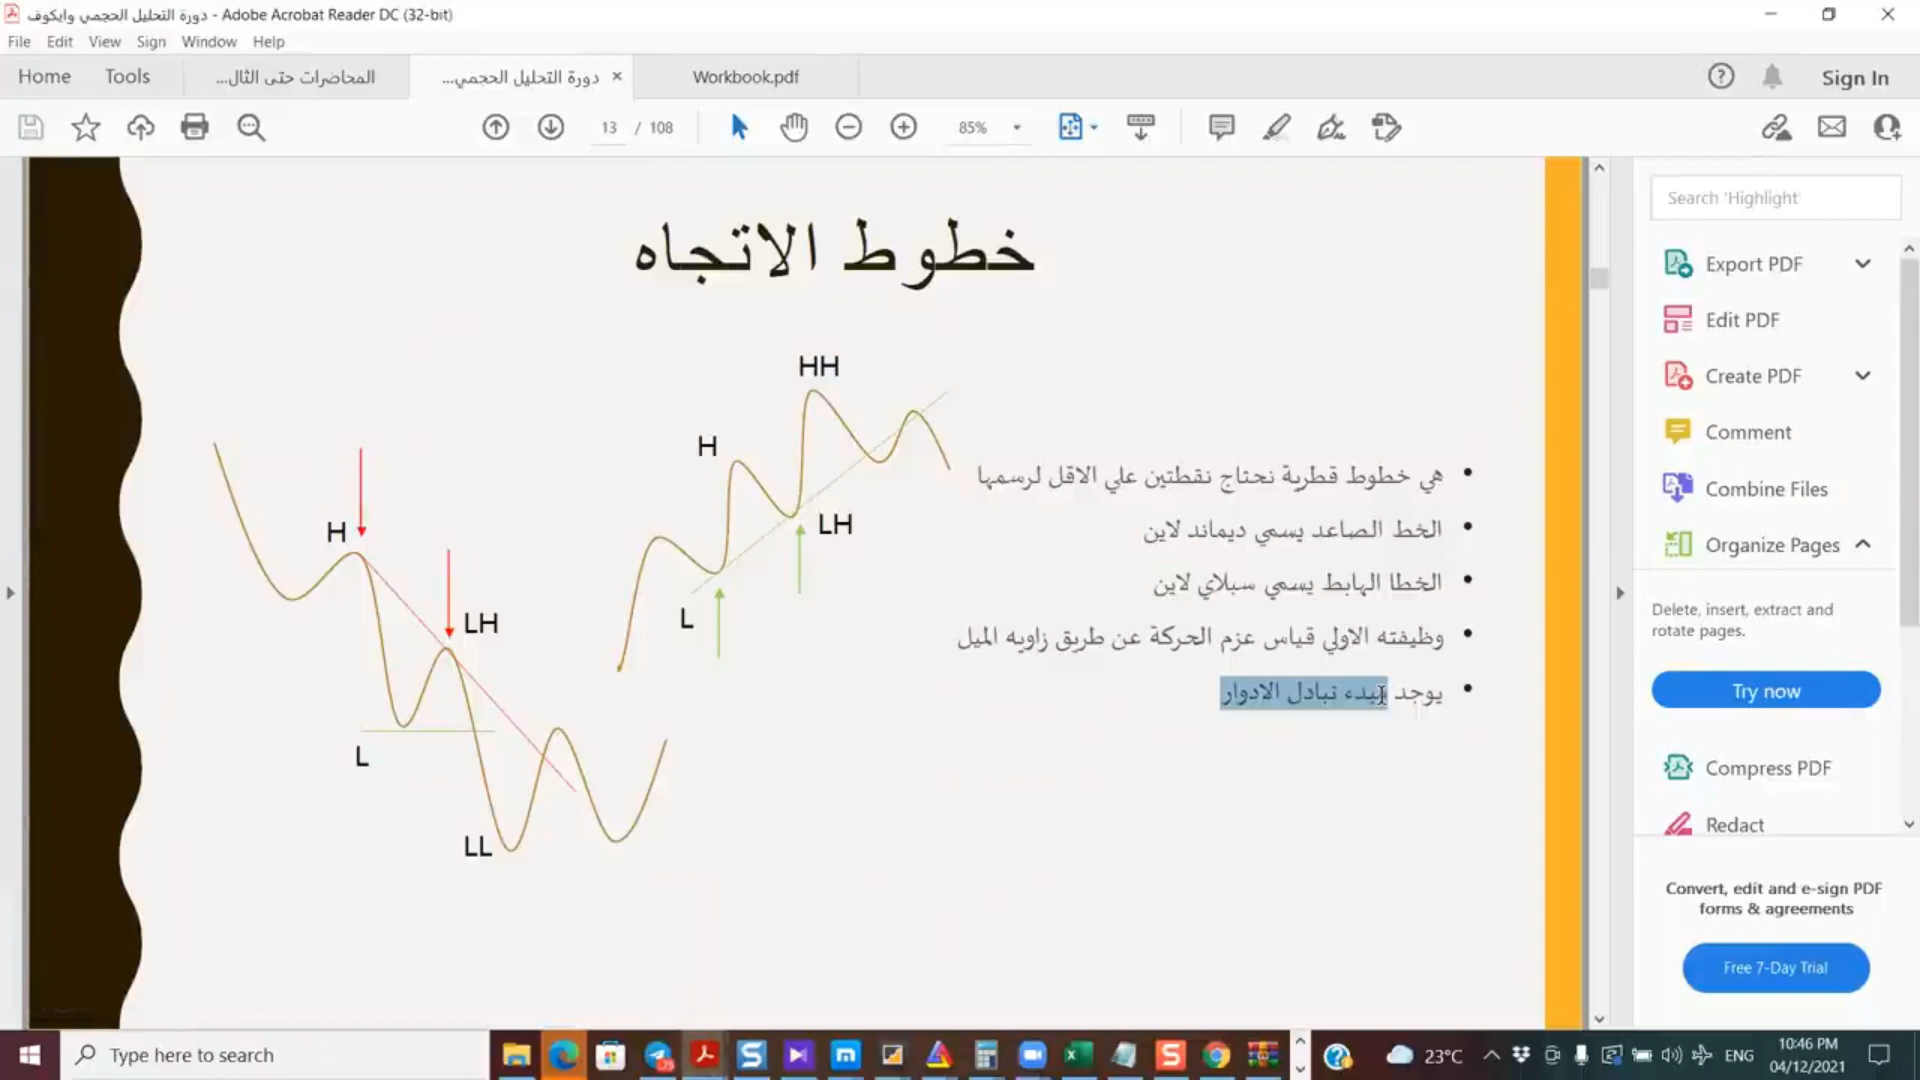 دورة التحليل الحجمي وايكوف - Adobe Acrobat Reader DC (32-bit)
File Edit View Sign Window Help
Home Tools المحاضرات حتى الثال... دورة التحليل الحجمي... × Workbook.pdf
Sign In
13 / 108 85%
خطوط الاتجاه
هي خطوط قطرية نحتاج نقطتين علي الاقل لرسمها
الخط الصاعد يسمي ديماند لاين
الخطا الهابط يسمي سبلاي لاين
وظيفته الاولي قياس عزم الحركة عن طريق زاويه الميل
يوجد مبدء تبادل الادوار
HH
H
LH
L
H
LH
L
LL
Search 'Highlight'
Export PDF
Edit PDF
Create PDF
Comment
Combine Files
Organize Pages
Delete, insert, extract and
rotate pages.
Try now
Compress PDF
Redact
Convert, edit and e-sign PDF
forms & agreements
Free 7-Day Trial
Type here to search
23°C
ENG
10:46 PM
04/12/2021